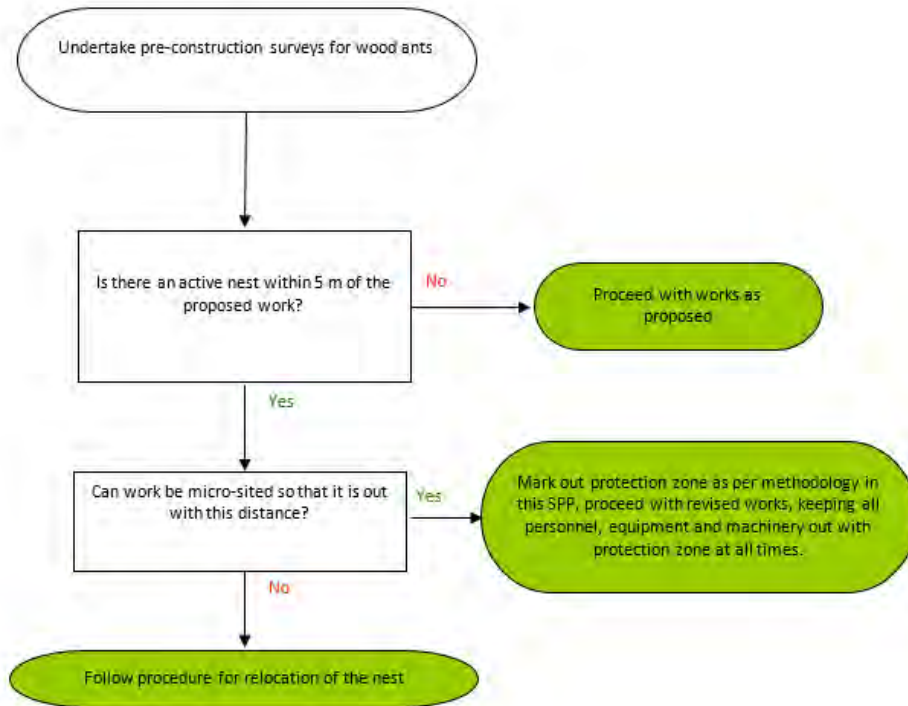 Undertake pre-construction surveys for wood ants
Is there an active nest within 5 m of the
proposed work?
No
Proceed with works as
proposed
Yes
Can work be micro-sited so that it is out
with this distance?
Yes
Mark out protection zone as per methodology in
this SPP, proceed with revised works, keeping all
personnel, equipment and machinery out with
protection zone at all times.
No
Follow procedure for relocation of the nest